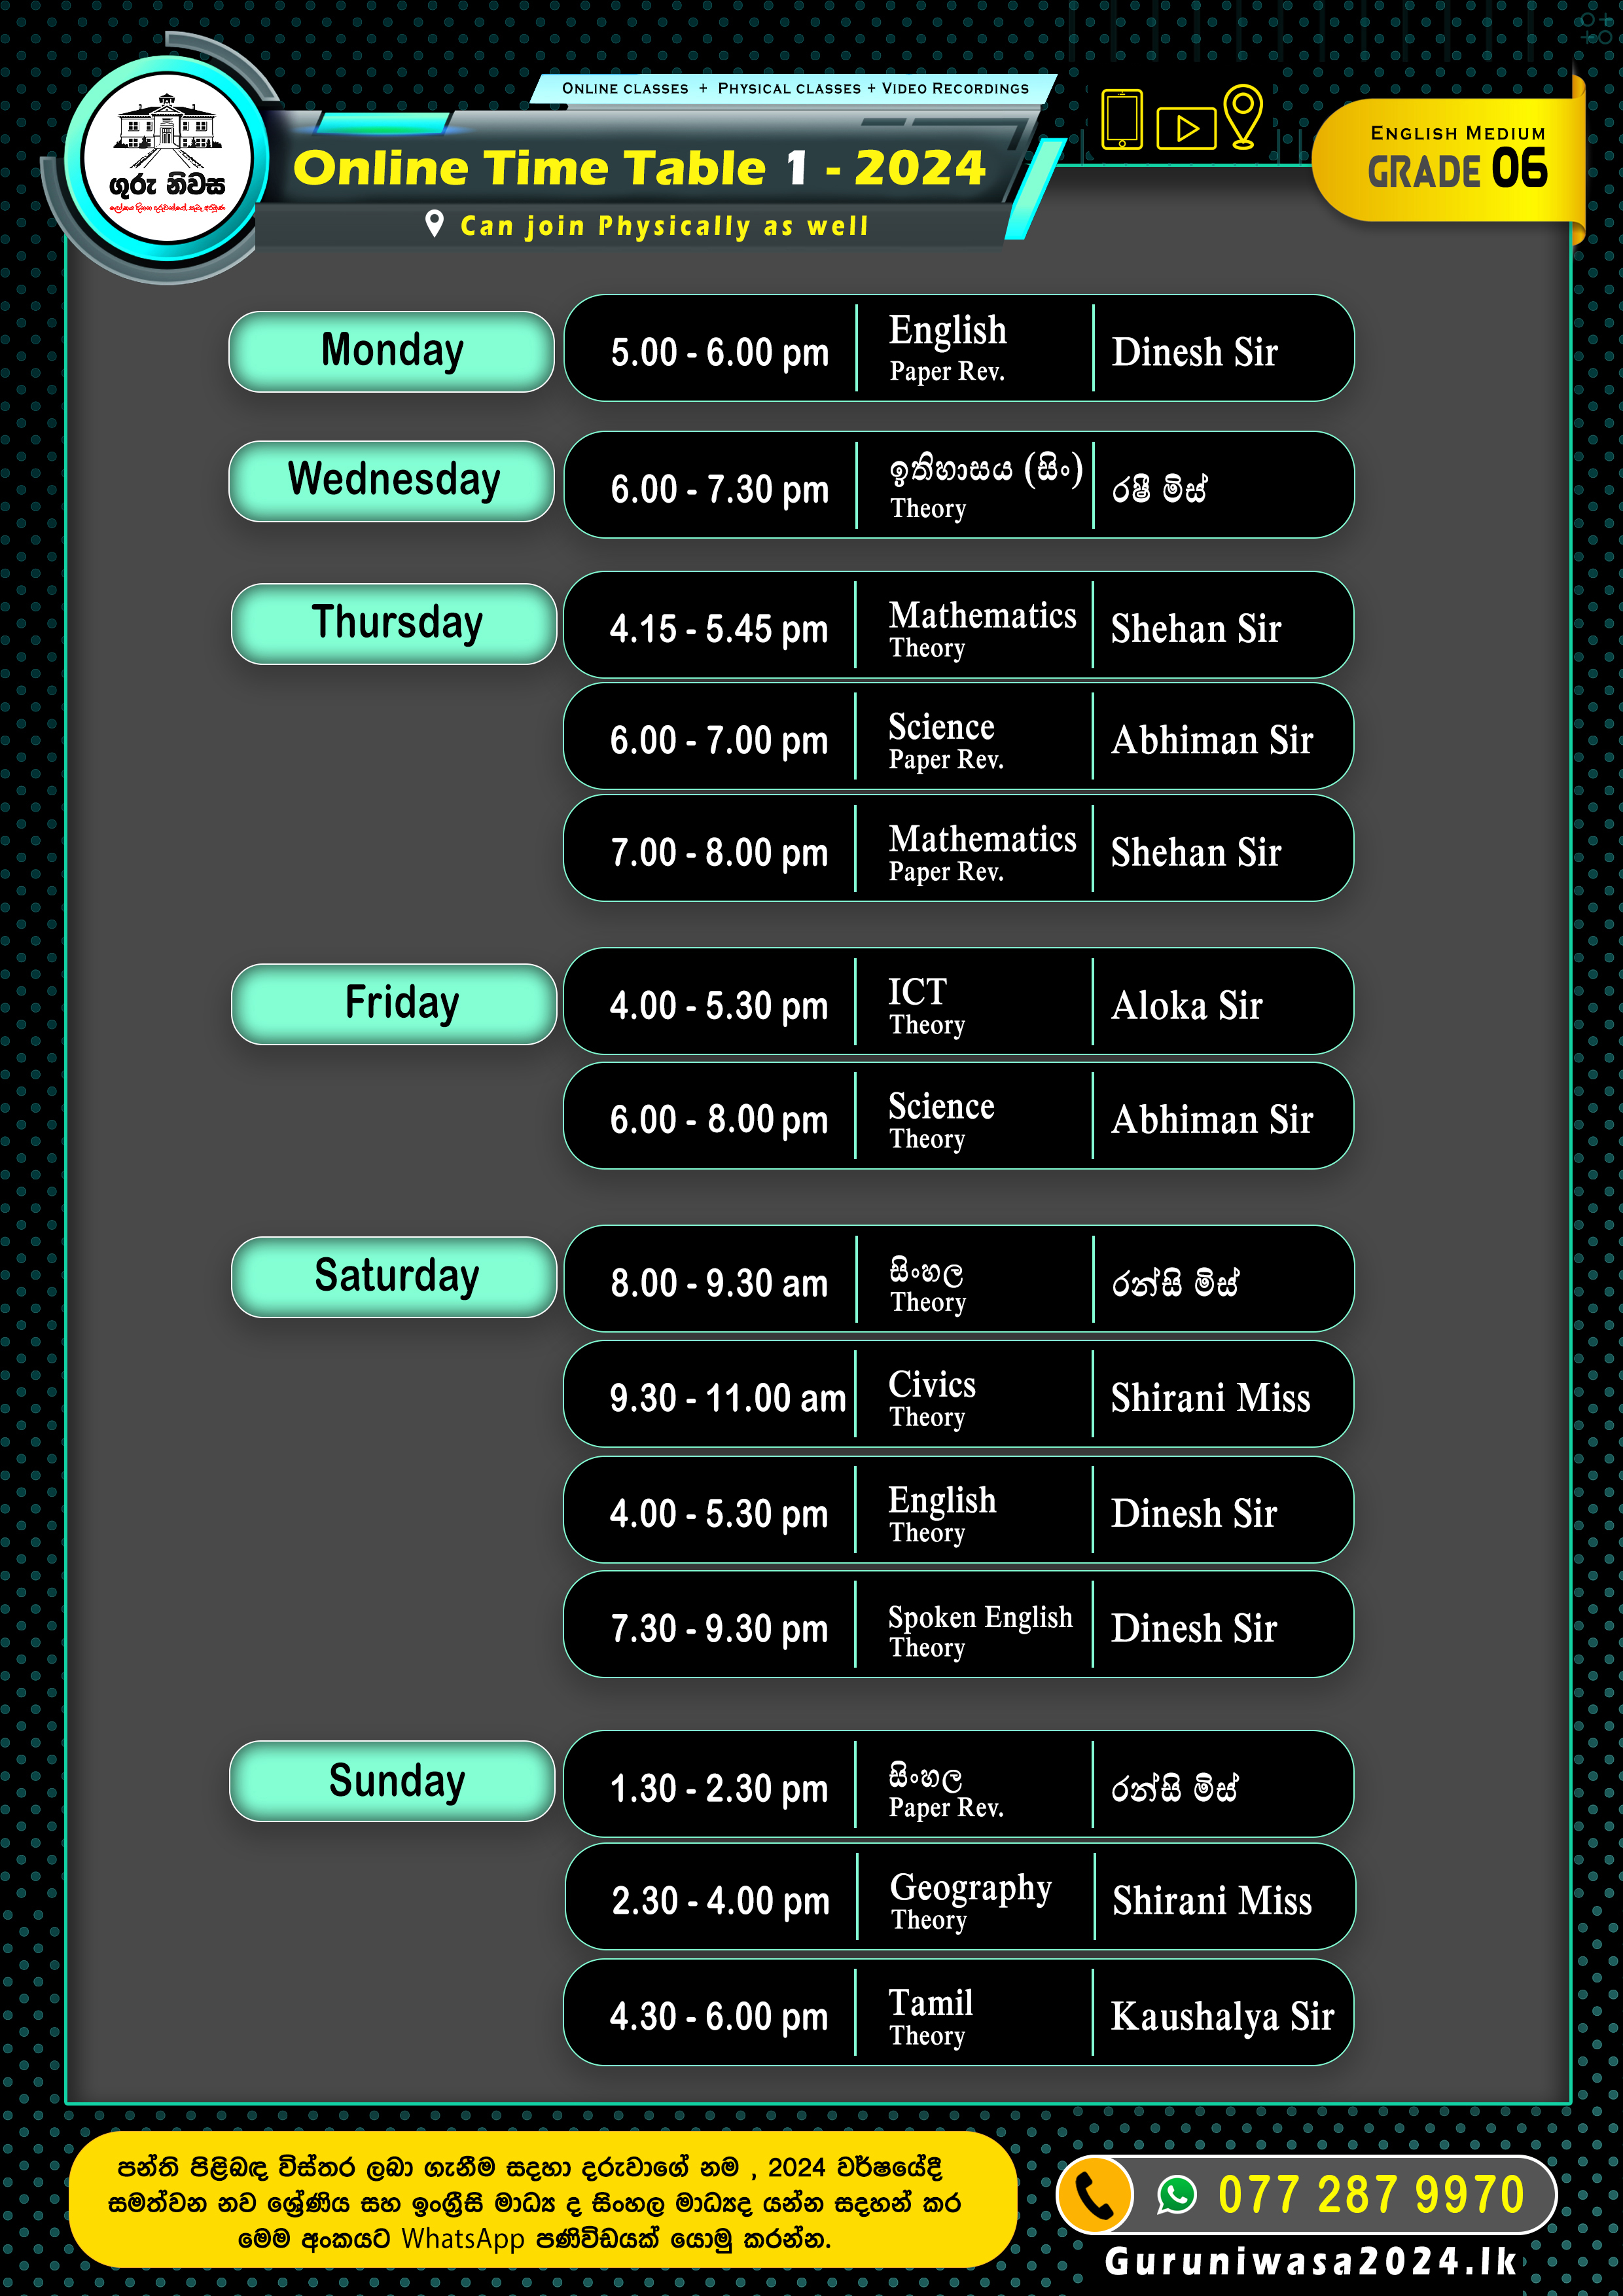 ONLINE CLASSES + PHYSICAL CLASSES + VIDEO RECORDINGS
Online Time Table 1 - 2024
Can join Physically as well
ENGLISH MEDIUM
GRADE 06
ගුරු නිවස
Monday
5.00 - 6.00 pm
English
Paper Rev.
Dinesh Sir
Wednesday
6.00 - 7.30 pm
ඉතිහාසය (සිං)
Theory
රෂී මිස්
Thursday
4.15 - 5.45 pm
Mathematics
Theory
Shehan Sir
6.00 - 7.00 pm
Science
Paper Rev.
Abhiman Sir
7.00 - 8.00 pm
Mathematics
Paper Rev.
Shehan Sir
Friday
4.00 - 5.30 pm
ICT
Theory
Aloka Sir
6.00 - 8.00 pm
Science
Theory
Abhiman Sir
Saturday
8.00 - 9.30 am
සිංහල
Theory
රන්සි මිස්
9.30 - 11.00 am
Civics
Theory
Shirani Miss
4.00 - 5.30 pm
English
Theory
Dinesh Sir
7.30 - 9.30 pm
Spoken English
Theory
Dinesh Sir
Sunday
1.30 - 2.30 pm
සිංහල
Paper Rev.
රන්සි මිස්
2.30 - 4.00 pm
Geography
Theory
Shirani Miss
4.30 - 6.00 pm
Tamil
Theory
Kaushalya Sir
පන්ති පිළිබඳ විස්තර ලබා ගැනීම සඳහා දරුවාගේ නම , 2024 වර්ෂයේදී
සමත්වන නව ශ්‍රේණිය සහ ඉංග්‍රීසි මාධ්‍ය ද සිංහල මාධ්‍යද යන්න සඳහන් කර
මෙම අංකයට WhatsApp පණිවිඩයක් යොමු කරන්න.
077 287 9970
Guruniwasa2024.lk